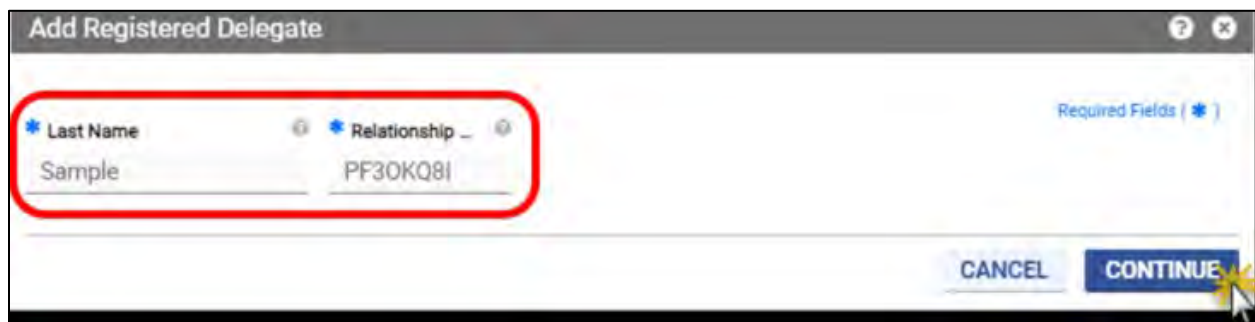 Add Registered Delegate
Required Fields ( * )
* Last Name * Relationship ...
Sample PF3OKQ8I
CANCEL CONTINUE